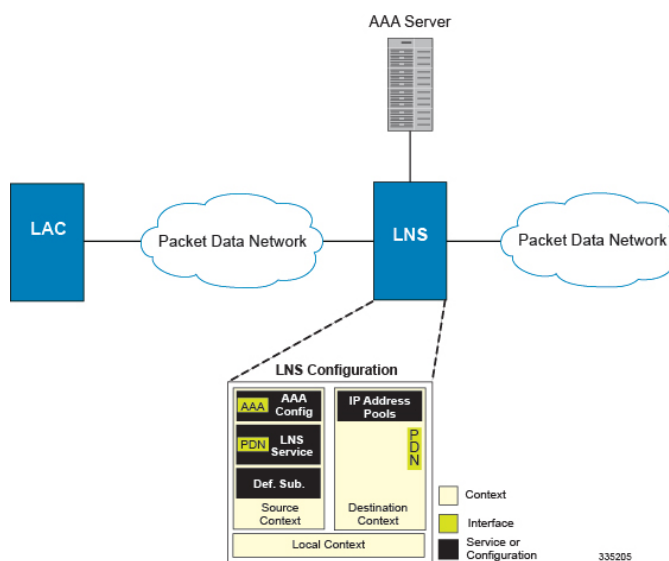 AAA Server
LAC
Packet Data Network
LNS
Packet Data Network
LNS Configuration
AAA
AAA
Config
PDN
LNS
Service
Def. Sub.
Source
Context
IP Address
Pools
PDN
Destination
Context
Local Context
Context
Interface
Service or
Configuration
335205